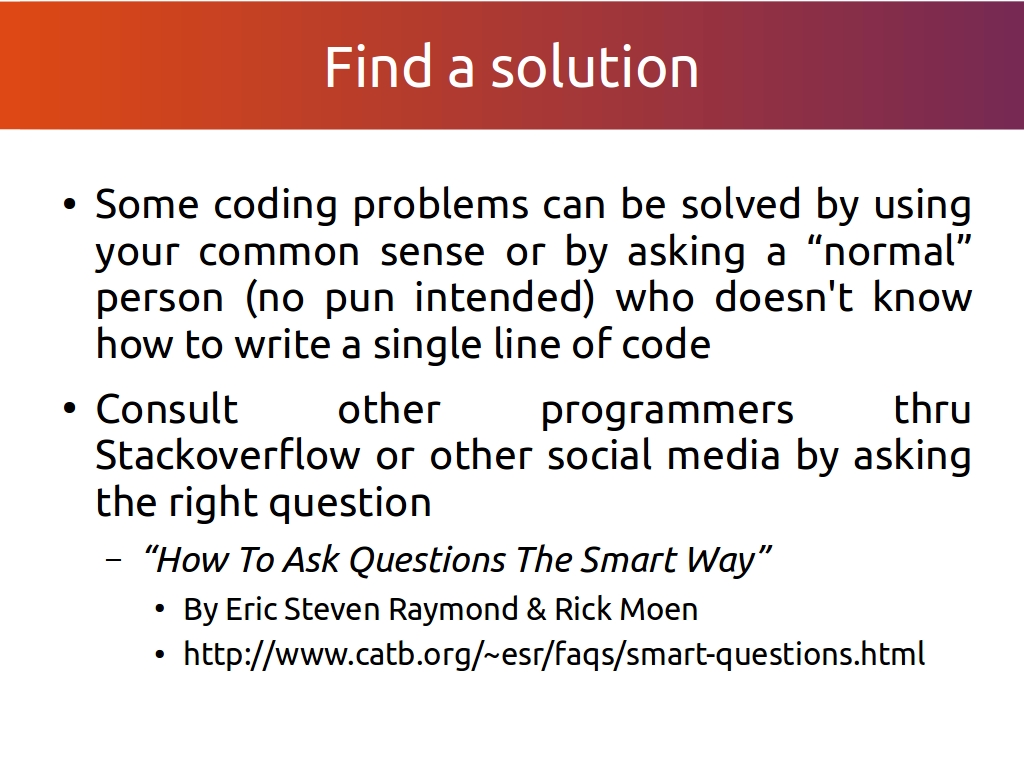 Find a solution
• Some coding problems can be solved by using
your common sense or by asking a “normal”
person (no pun intended) who doesn't know
how to write a single line of code
• Consult other programmers thru
Stackoverflow or other social media by asking
the right question
– “How To Ask Questions The Smart Way”
• By Eric Steven Raymond & Rick Moen
• http://www.catb.org/~esr/faqs/smart-questions.html